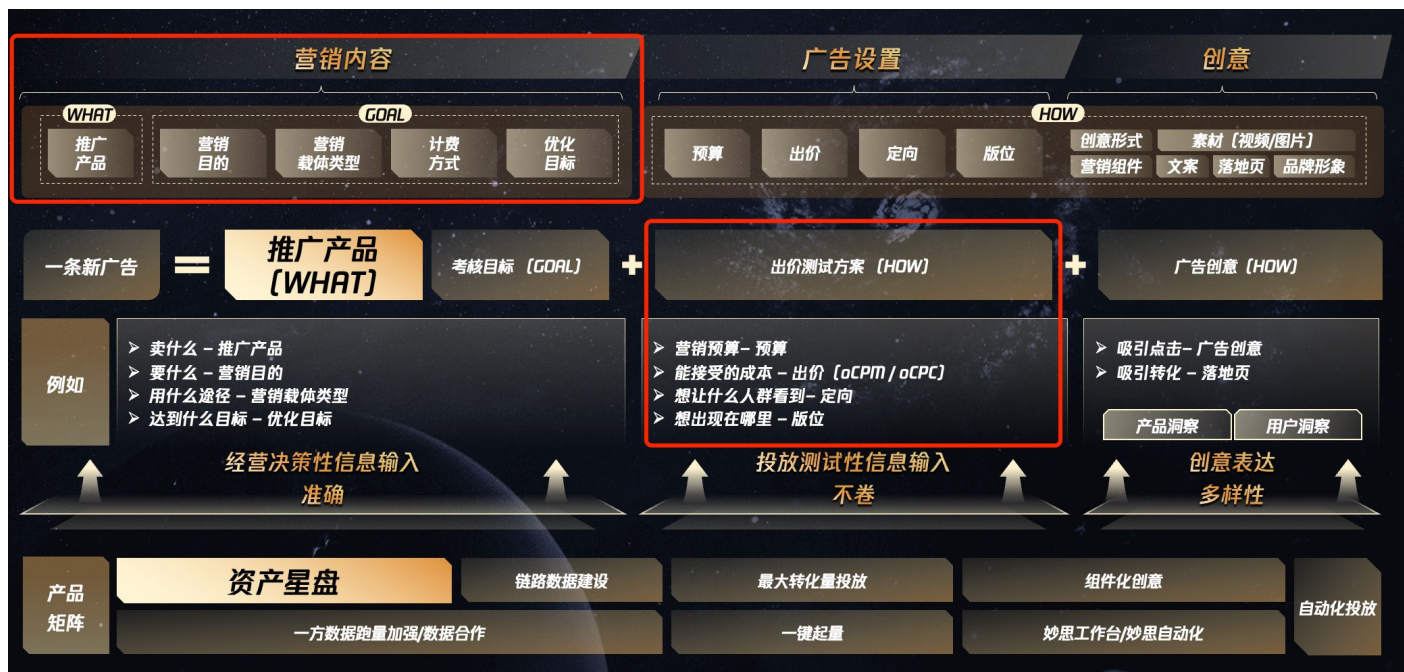 营销内容
广告设置
创意
WHAT
GOAL
HOW
推广
产品
营销
目的
营销
载体类型
计费
方式
优化
目标
预算
出价
定向
版位
创意形式
素材（视频/图片）
营销组件
文案
落地页
品牌形象
一条新广告
=
推广产品
（WHAT）
考核目标（GOAL）
+
出价测试方案（HOW）
+
广告创意（HOW）
例如
➢ 卖什么 – 推广产品
➢ 要什么 – 营销目的
➢ 用什么途径 – 营销载体类型
➢ 达到什么目标 – 优化目标
➢ 营销预算– 预算
➢ 能接受的成本 – 出价（oCPM / oCPC）
➢ 想让什么人群看到– 定向
➢ 想出现在哪里 – 版位
➢ 吸引点击– 广告创意
➢ 吸引转化 – 落地页
产品洞察
用户洞察
经营决策性信息输入
准确
投放测试性信息输入
不卷
创意表达
多样性
产品
矩阵
资产星盘
链路数据建设
最大转化量投放
组件化创意
自动化投放
一方数据跑量加强/数据合作
一键起量
妙思工作台/妙思自动化